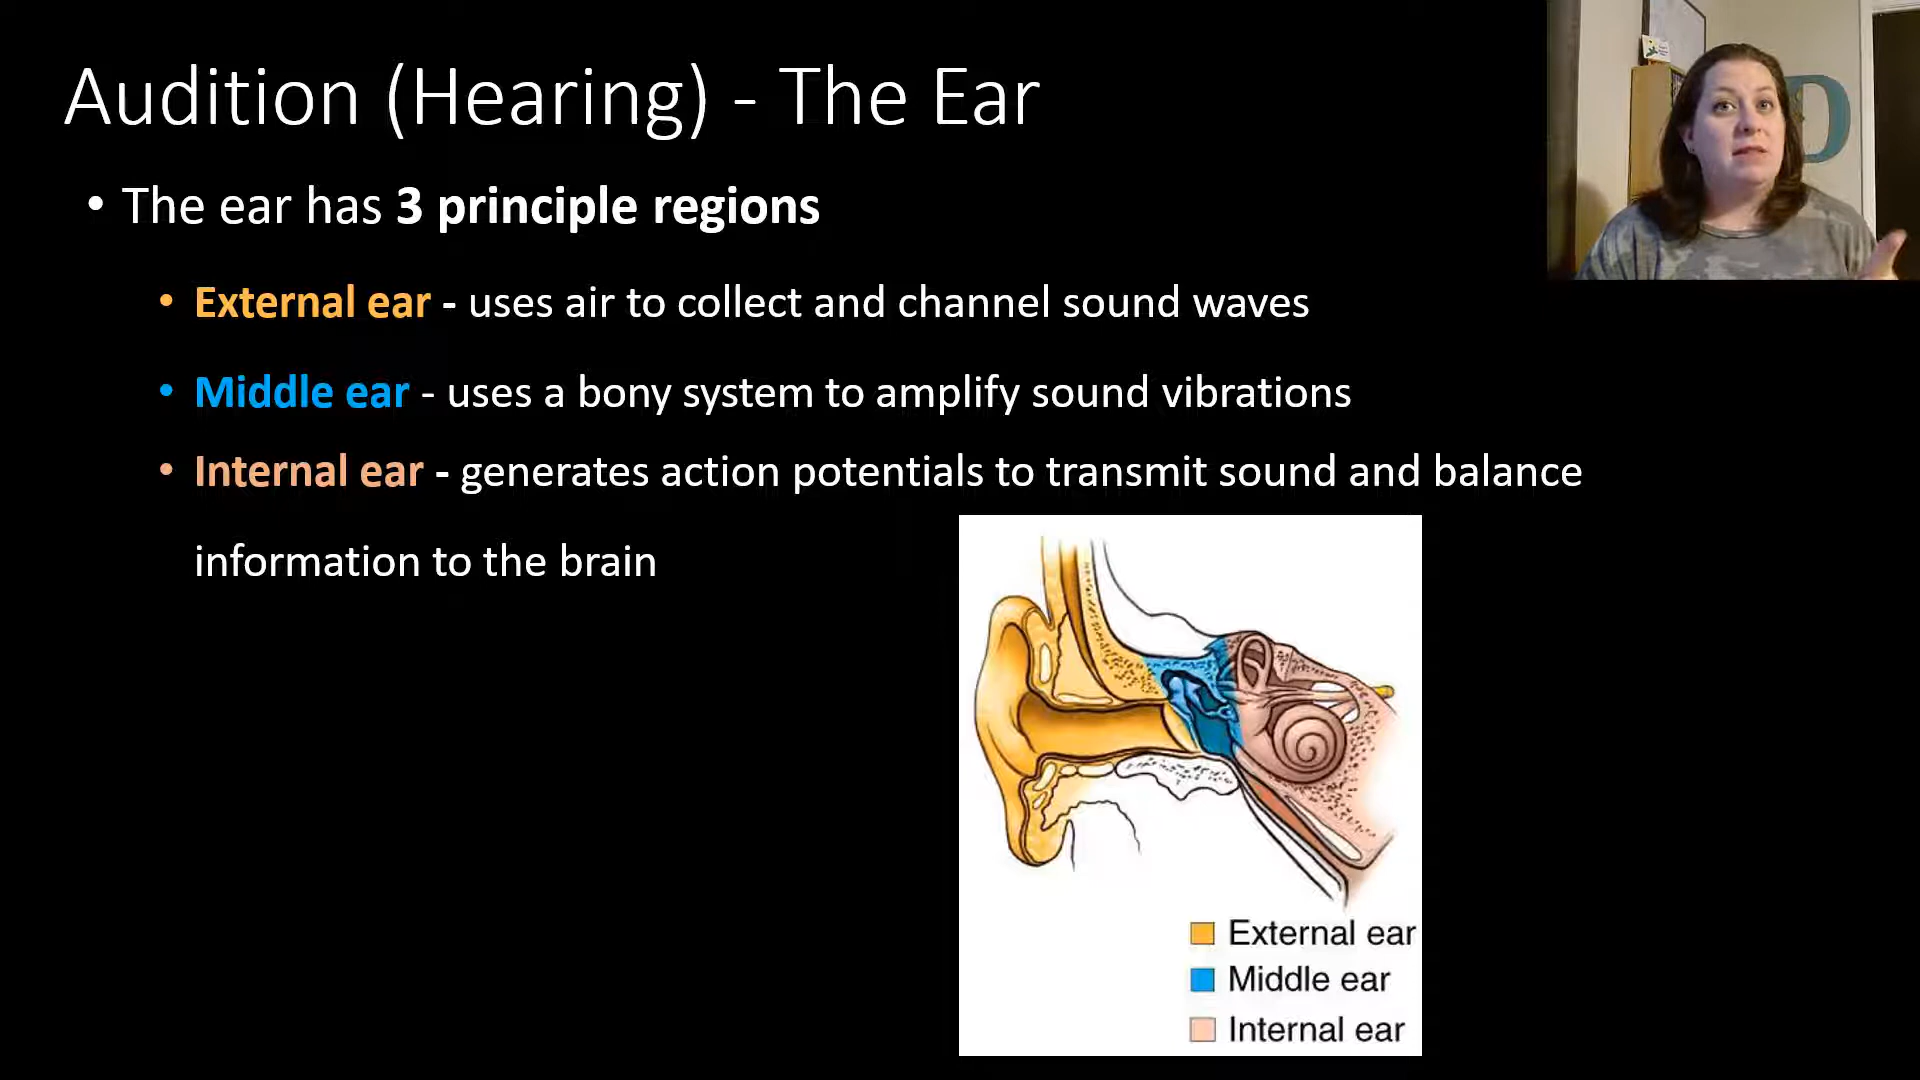 Audition (Hearing) - The Ear
• The ear has 3 principle regions
• External ear - uses air to collect and channel sound waves
• Middle ear - uses a bony system to amplify sound vibrations
• Internal ear - generates action potentials to transmit sound and balance
information to the brain
External ear
Middle ear
Internal ear